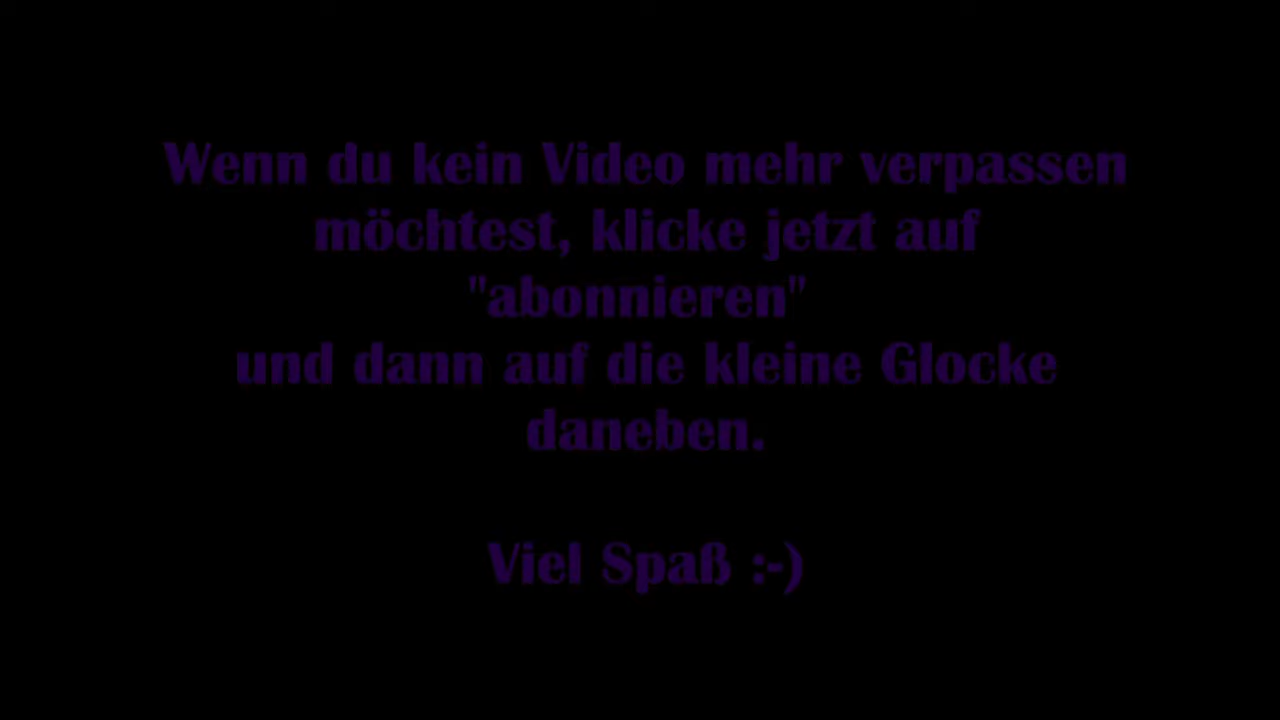 Wenn du kein Video mehr verpassen
möchtest, klicke jetzt auf
"abonnieren"
und dann auf die kleine Glocke
daneben.
Viel Spaß :-)